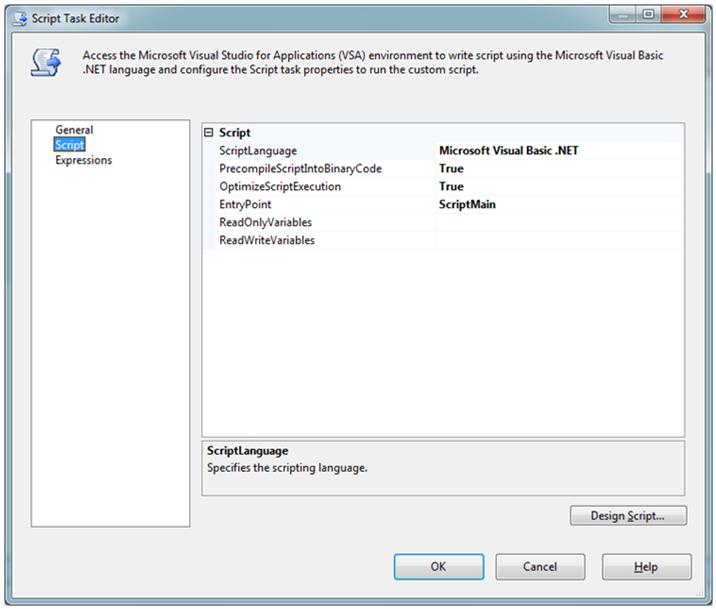 Script Task Editor
Access the Microsoft Visual Studio for Applications (VSA) environment to write script using the Microsoft Visual Basic
.NET language and configure the Script task properties to run the custom script.
General
Script
Expressions
Script
ScriptLanguage Microsoft Visual Basic .NET
PrecompileScriptIntoBinaryCode True
OptimizeScriptExecution True
EntryPoint ScriptMain
ReadOnlyVariables
ReadWriteVariables
ScriptLanguage
Specifies the scripting language.
Design Script...
OK Cancel Help